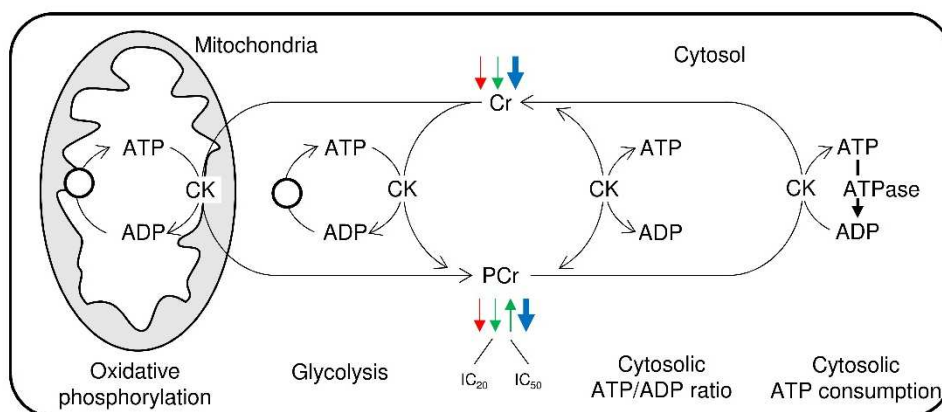 Mitochondria
Cytosol
Cr
ATP
ATP
ATP
ATP
CK
CK
CK
CK
ATPase
ADP
ADP
ADP
ADP
PCr
IC20
IC50
Oxidative
phosphorylation
Glycolysis
Cytosolic
ATP/ADP ratio
Cytosolic
ATP consumption